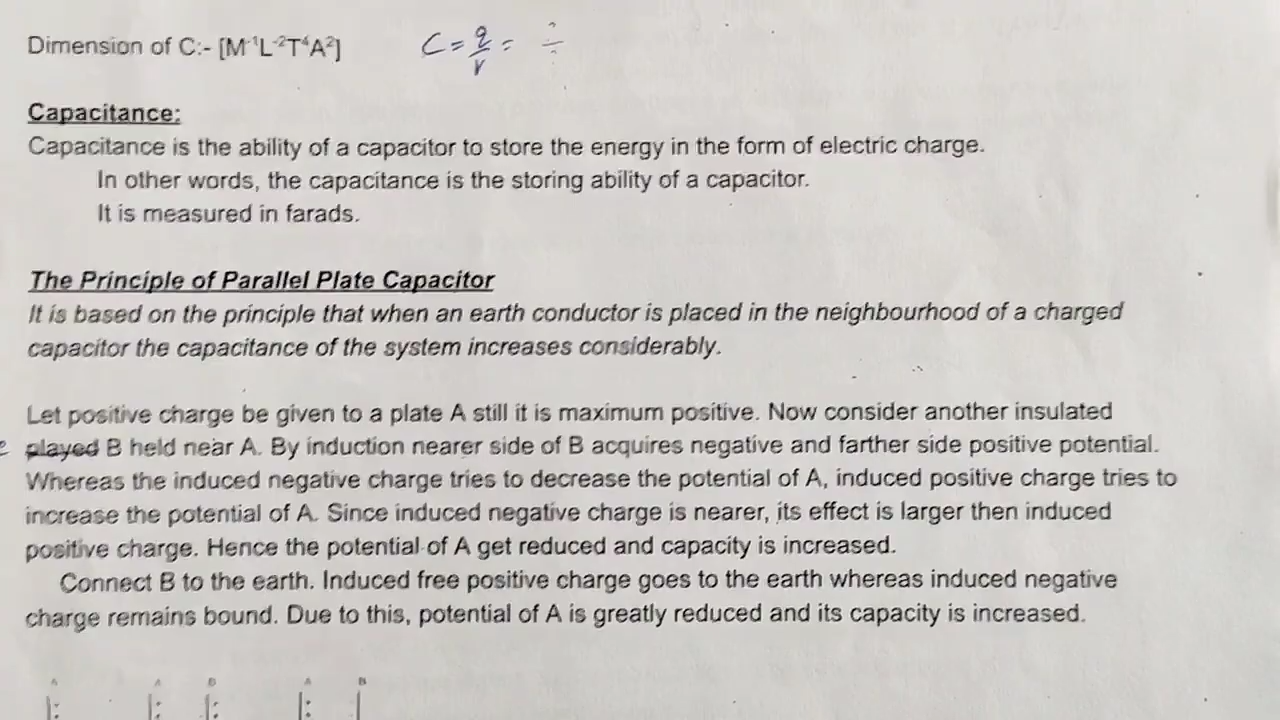 Dimension of C:- [M⁻¹L⁻²T⁴A²] C = q/v =
Capacitance:
Capacitance is the ability of a capacitor to store the energy in the form of electric charge.
In other words, the capacitance is the storing ability of a capacitor.
It is measured in farads.
The Principle of Parallel Plate Capacitor
It is based on the principle that when an earth conductor is placed in the neighbourhood of a charged
capacitor the capacitance of the system increases considerably.
Let positive charge be given to a plate A still it is maximum positive. Now consider another insulated
played B held near A. By induction nearer side of B acquires negative and farther side positive potential.
Whereas the induced negative charge tries to decrease the potential of A, induced positive charge tries to
increase the potential of A. Since induced negative charge is nearer, its effect is larger then induced
positive charge. Hence the potential of A get reduced and capacity is increased.
Connect B to the earth. Induced free positive charge goes to the earth whereas induced negative
charge remains bound. Due to this, potential of A is greatly reduced and its capacity is increased.
A A B A B